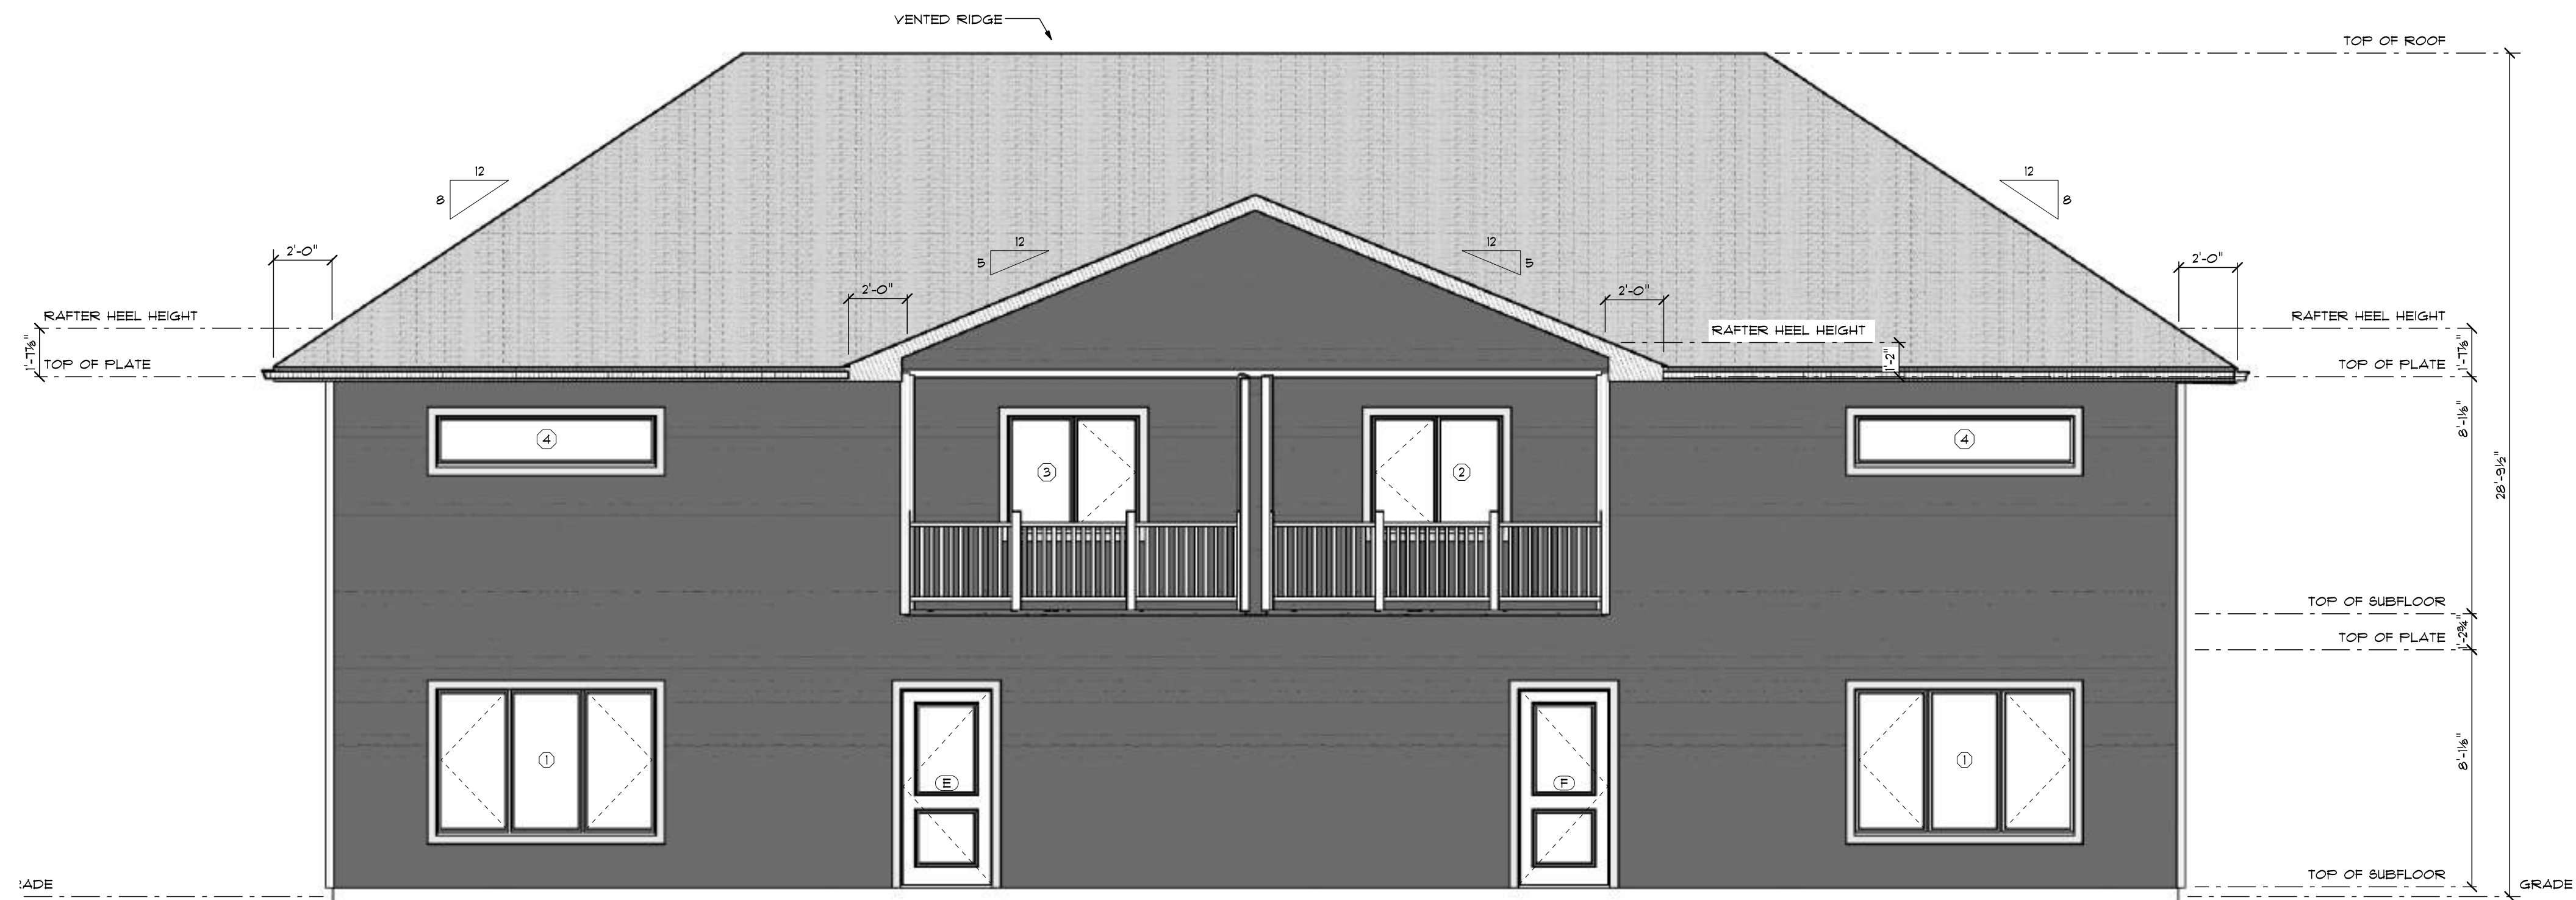 VENTED RIDGE
TOP OF ROOF
12
8
12
8
12
5
12
5
2'-0"
2'-0"
2'-0"
2'-0"
RAFTER HEEL HEIGHT
1'-7⅞"
TOP OF PLATE
RAFTER HEEL HEIGHT
1'-2"
RAFTER HEEL HEIGHT
1'-7⅞"
TOP OF PLATE
8'-1⅛"
28'-9½"
4
3
2
4
TOP OF SUBFLOOR
1'-2¾"
TOP OF PLATE
8'-1⅛"
1
E
F
1
TOP OF SUBFLOOR
ADE
GRADE